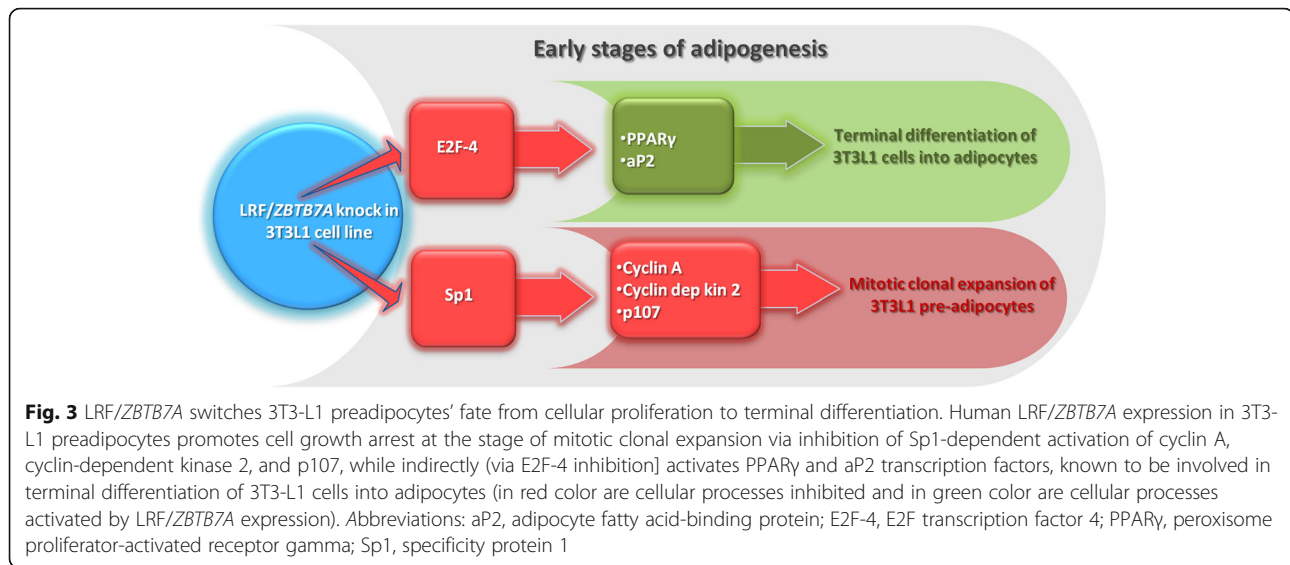 Early stages of adipogenesis
LRF/ZBTB7A knock in
3T3L1 cell line
E2F-4
•PPARγ
•aP2
Terminal differentiation of
3T3L1 cells into adipocytes
Sp1
•Cyclin A
•Cyclin dep kin 2
•p107
Mitotic clonal expansion of
3T3L1 pre-adipocytes
Fig. 3 LRF/ZBTB7A switches 3T3-L1 preadipocytes’ fate from cellular proliferation to terminal differentiation. Human LRF/ZBTB7A expression in 3T3-
L1 preadipocytes promotes cell growth arrest at the stage of mitotic clonal expansion via inhibition of Sp1-dependent activation of cyclin A,
cyclin-dependent kinase 2, and p107, while indirectly (via E2F-4 inhibition] activates PPARγ and aP2 transcription factors, known to be involved in
terminal differentiation of 3T3-L1 cells into adipocytes (in red color are cellular processes inhibited and in green color are cellular processes
activated by LRF/ZBTB7A expression). Abbreviations: aP2, adipocyte fatty acid-binding protein; E2F-4, E2F transcription factor 4; PPARγ, peroxisome
proliferator-activated receptor gamma; Sp1, specificity protein 1